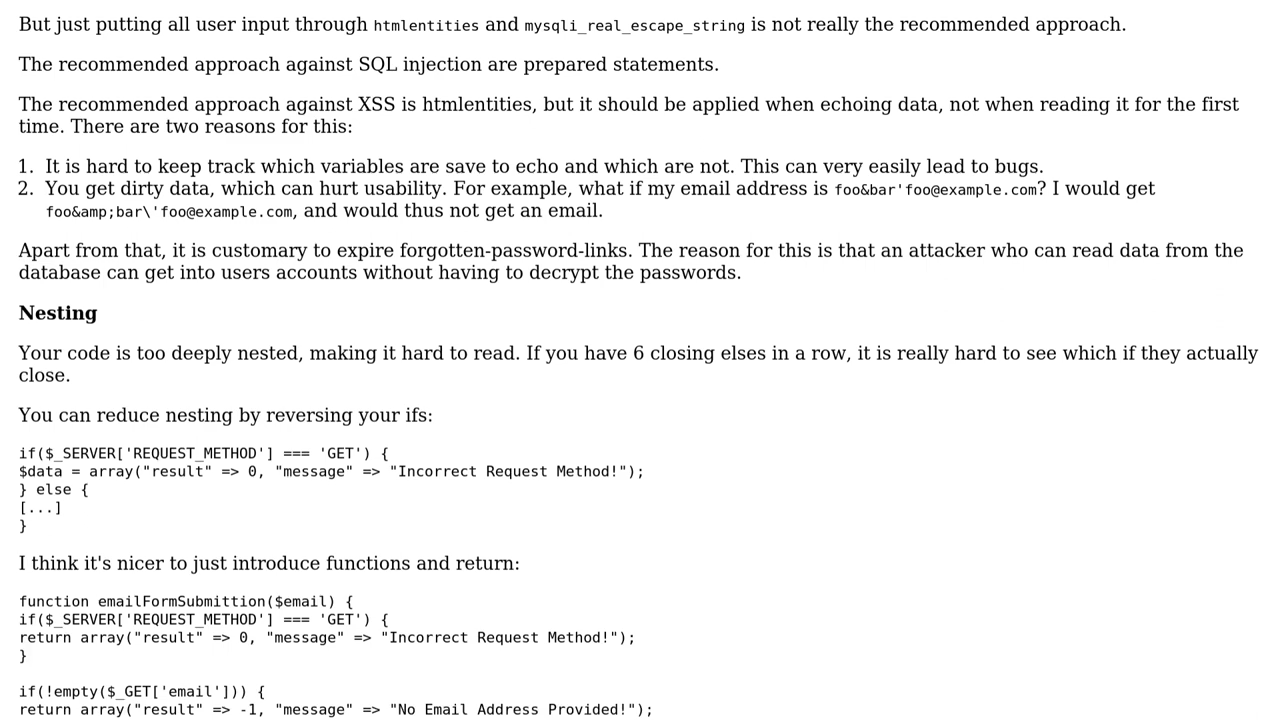 But just putting all user input through htmlentities and mysqli_real_escape_string is not really the recommended approach.
The recommended approach against SQL injection are prepared statements.
The recommended approach against XSS is htmlentities, but it should be applied when echoing data, not when reading it for the first
time. There are two reasons for this:
1. It is hard to keep track which variables are save to echo and which are not. This can very easily lead to bugs.
2. You get dirty data, which can hurt usability. For example, what if my email address is foo&bar'foo@example.com? I would get
foo&amp;bar\'foo@example.com, and would thus not get an email.
Apart from that, it is customary to expire forgotten-password-links. The reason for this is that an attacker who can read data from the
database can get into users accounts without having to decrypt the passwords.
Nesting
Your code is too deeply nested, making it hard to read. If you have 6 closing elses in a row, it is really hard to see which if they actually
close.
You can reduce nesting by reversing your ifs:
if($_SERVER['REQUEST_METHOD'] === 'GET') {
$data = array("result" => 0, "message" => "Incorrect Request Method!");
} else {
[...]
}
I think it's nicer to just introduce functions and return:
function emailFormSubmittion($email) {
if($_SERVER['REQUEST_METHOD'] === 'GET') {
return array("result" => 0, "message" => "Incorrect Request Method!");
}
if(!empty($_GET['email'])) {
return array("result" => -1, "message" => "No Email Address Provided!");